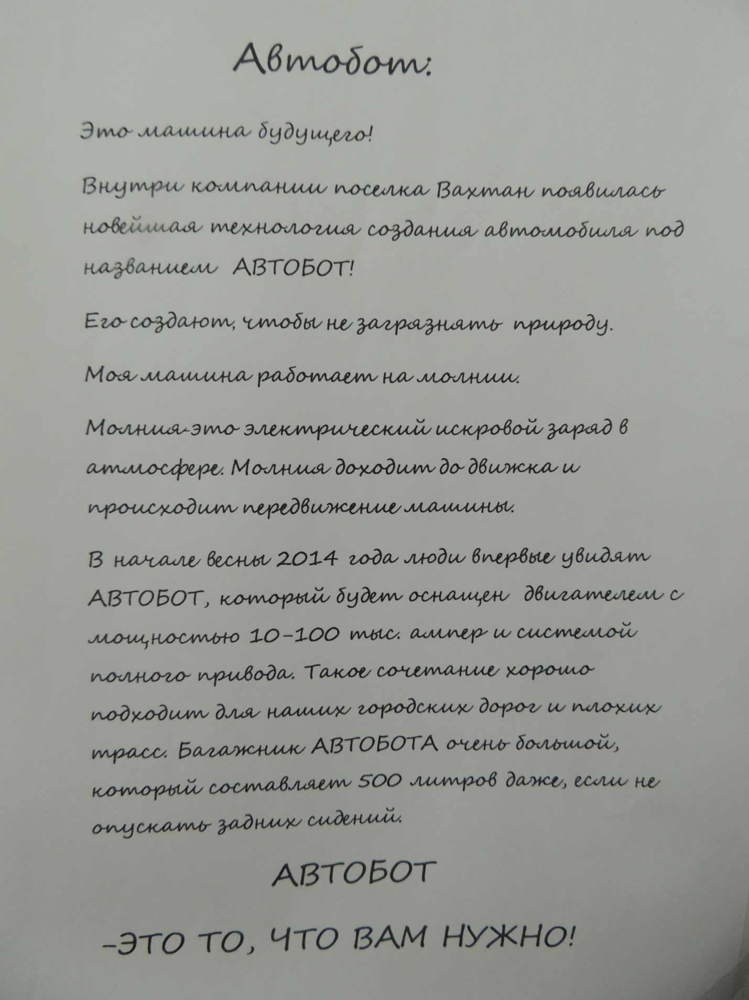 Автобот:
Это машина будущего!
Внутри компании поселка Вахтан появилась
новейшая технология создания автомобиля под
названием АВТОБОТ!
Его создают, чтобы не загрязнять природу.
Моя машина работает на молнии.
Молния-это электрический искровой заряд в
атмосфере. Молния доходит до движка и
происходит передвижение машины.
В начале весны 2014 года люди впервые увидят
АВТОБОТ, который будет оснащен двигателем с
мощностью 10-100 тыс. ампер и системой
полного привода. Такое сочетание хорошо
подходит для наших городских дорог и плохих
трасс. Багажник АВТОБОТА очень большой,
который составляет 500 литров даже, если не
опускать задних сидений.
АВТОБОТ
-ЭТО ТО, ЧТО ВАМ НУЖНО!